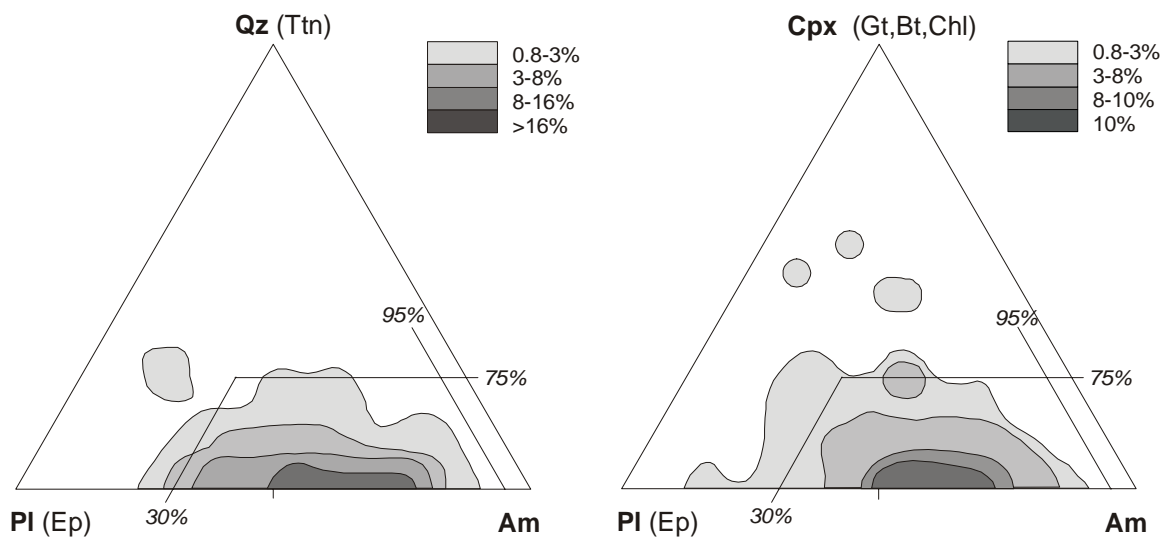 Qz (Ttn)
0.8-3%
3-8%
8-16%
>16%
95%
75%
30%
Pl (Ep)
Am
Cpx (Gt,Bt,Chl)
0.8-3%
3-8%
8-10%
10%
95%
75%
30%
Pl (Ep)
Am